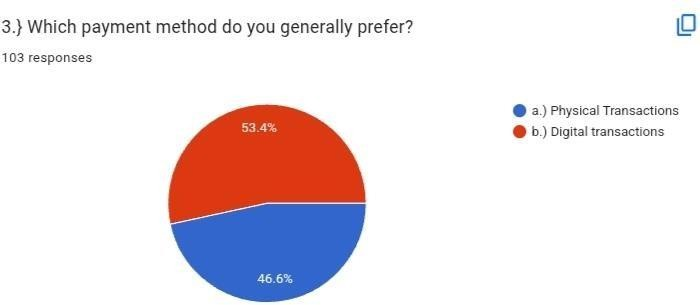 3.} Which payment method do you generally prefer?
103 responses
53.4%
a.) Physical Transactions
b.) Digital transactions
46.6%